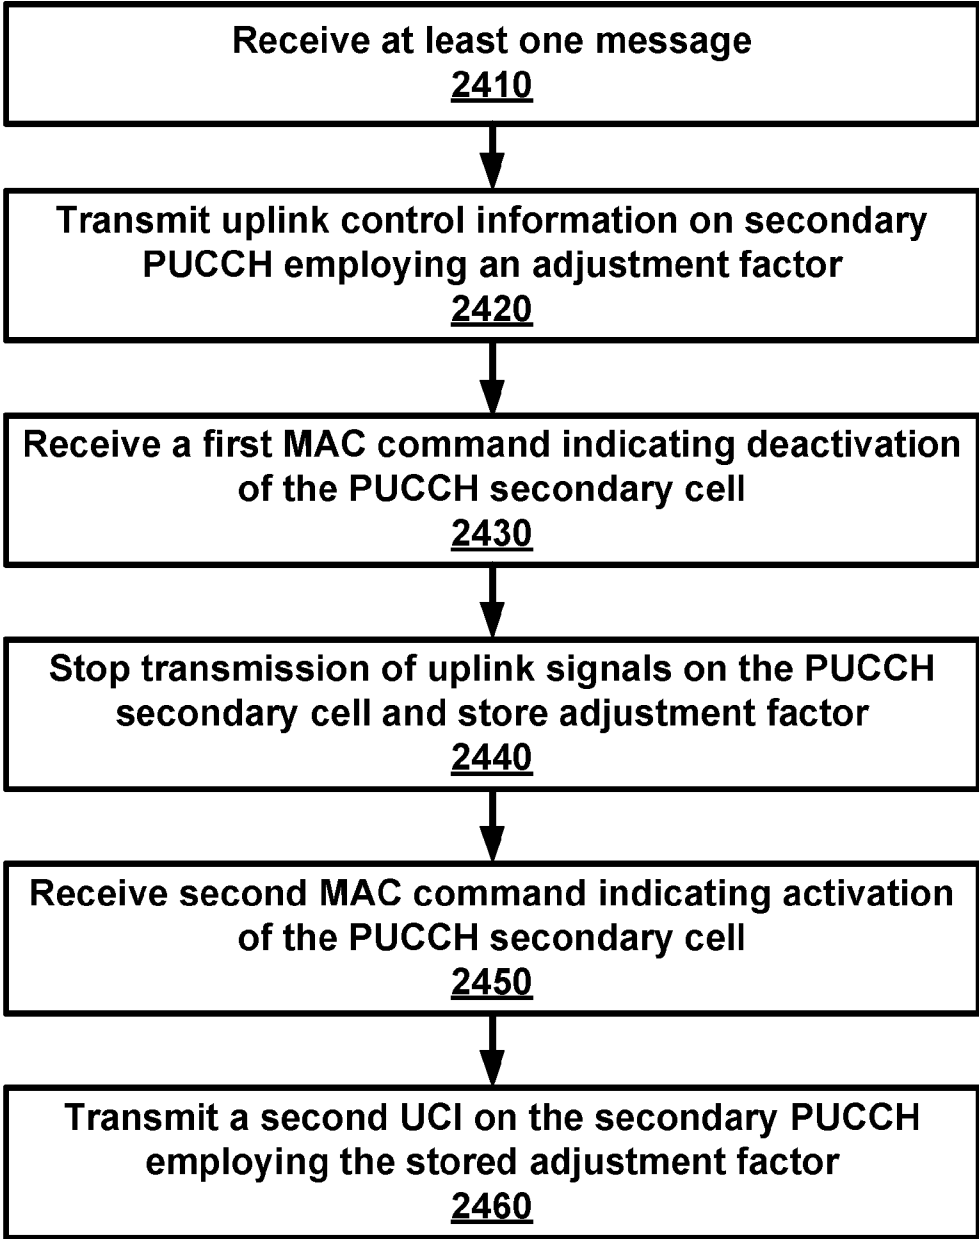 Receive at least one message
2410
Transmit uplink control information on secondary
PUCCH employing an adjustment factor
2420
Receive a first MAC command indicating deactivation
of the PUCCH secondary cell
2430
Stop transmission of uplink signals on the PUCCH
secondary cell and store adjustment factor
2440
Receive second MAC command indicating activation
of the PUCCH secondary cell
2450
Transmit a second UCI on the secondary PUCCH
employing the stored adjustment factor
2460